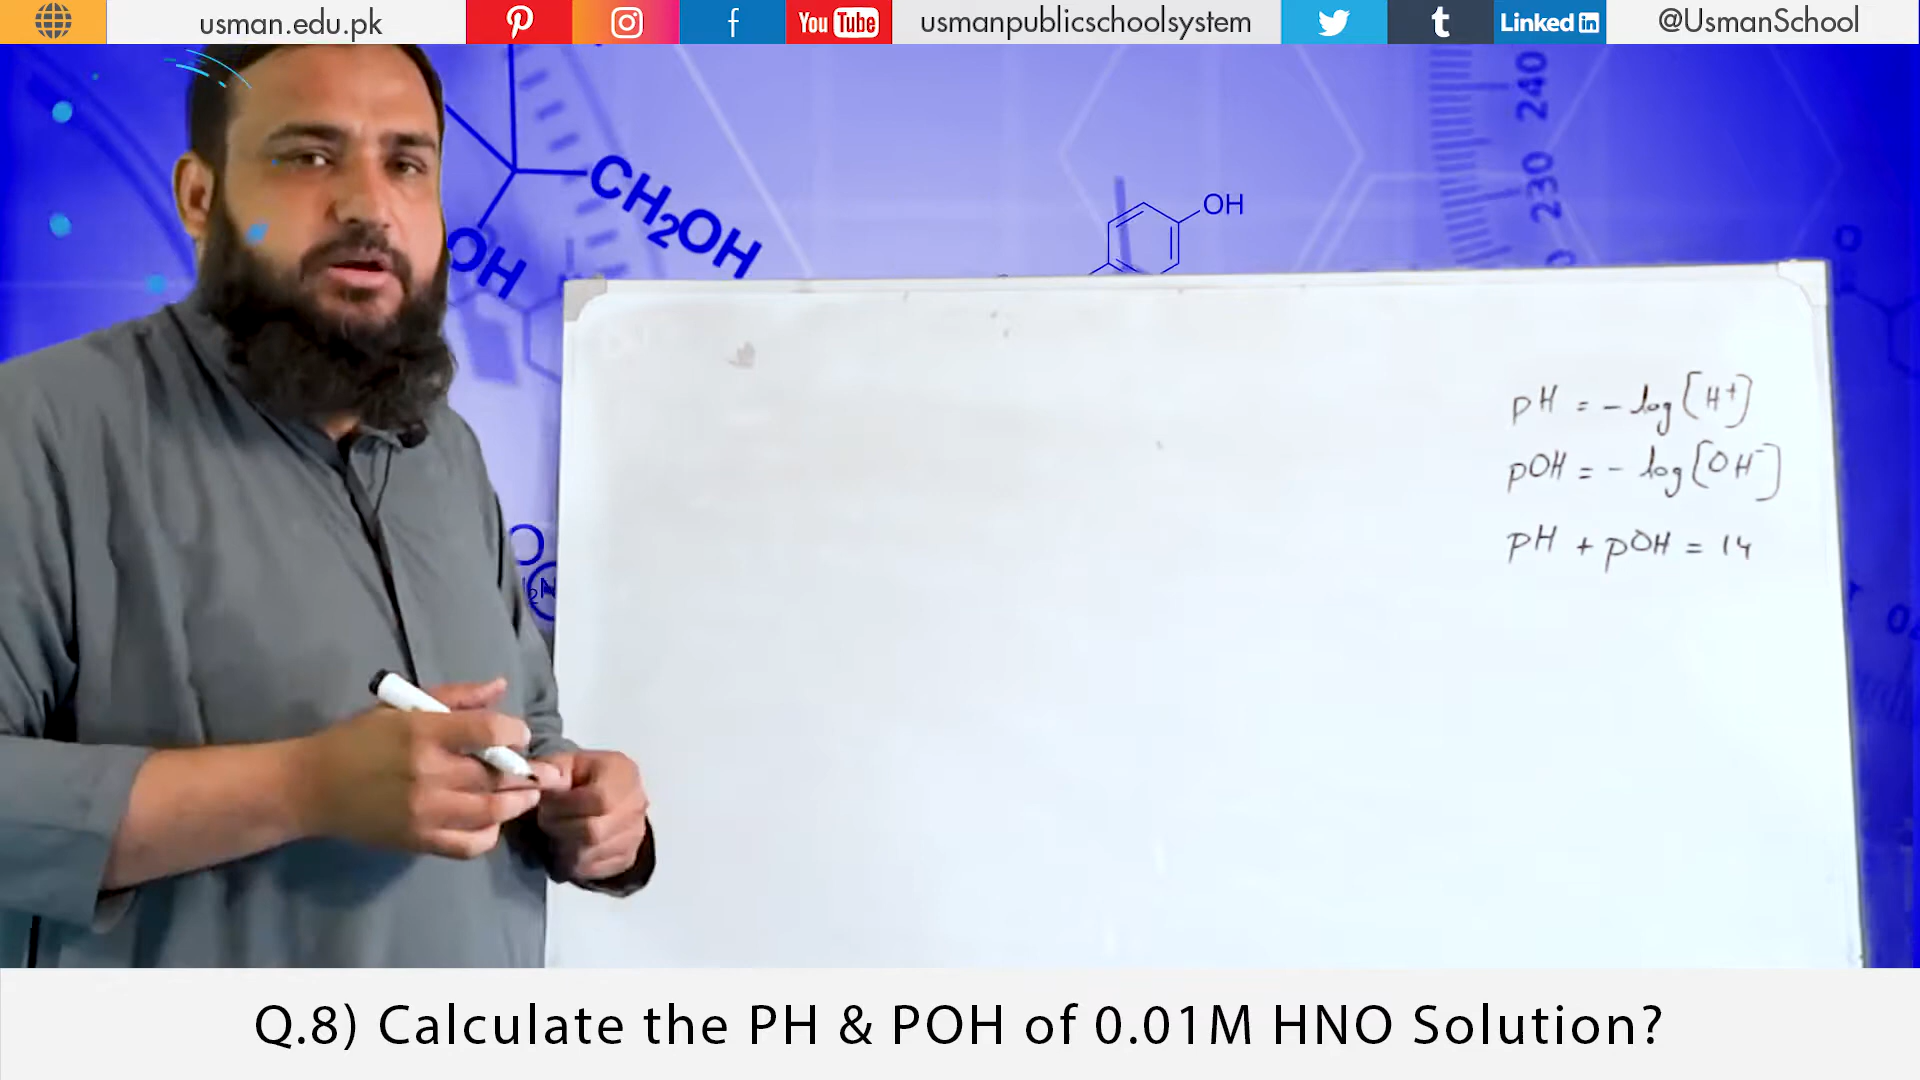 usman.edu.pk
You Tube
usmanpublicschoolsystem
Linked in
@UsmanSchool
CH₂OH
OH
OH
240
230
pH = - log [H⁺]
pOH = - log [OH⁻]
pH + pOH = 14
Q.8) Calculate the PH & POH of 0.01M HNO Solution?